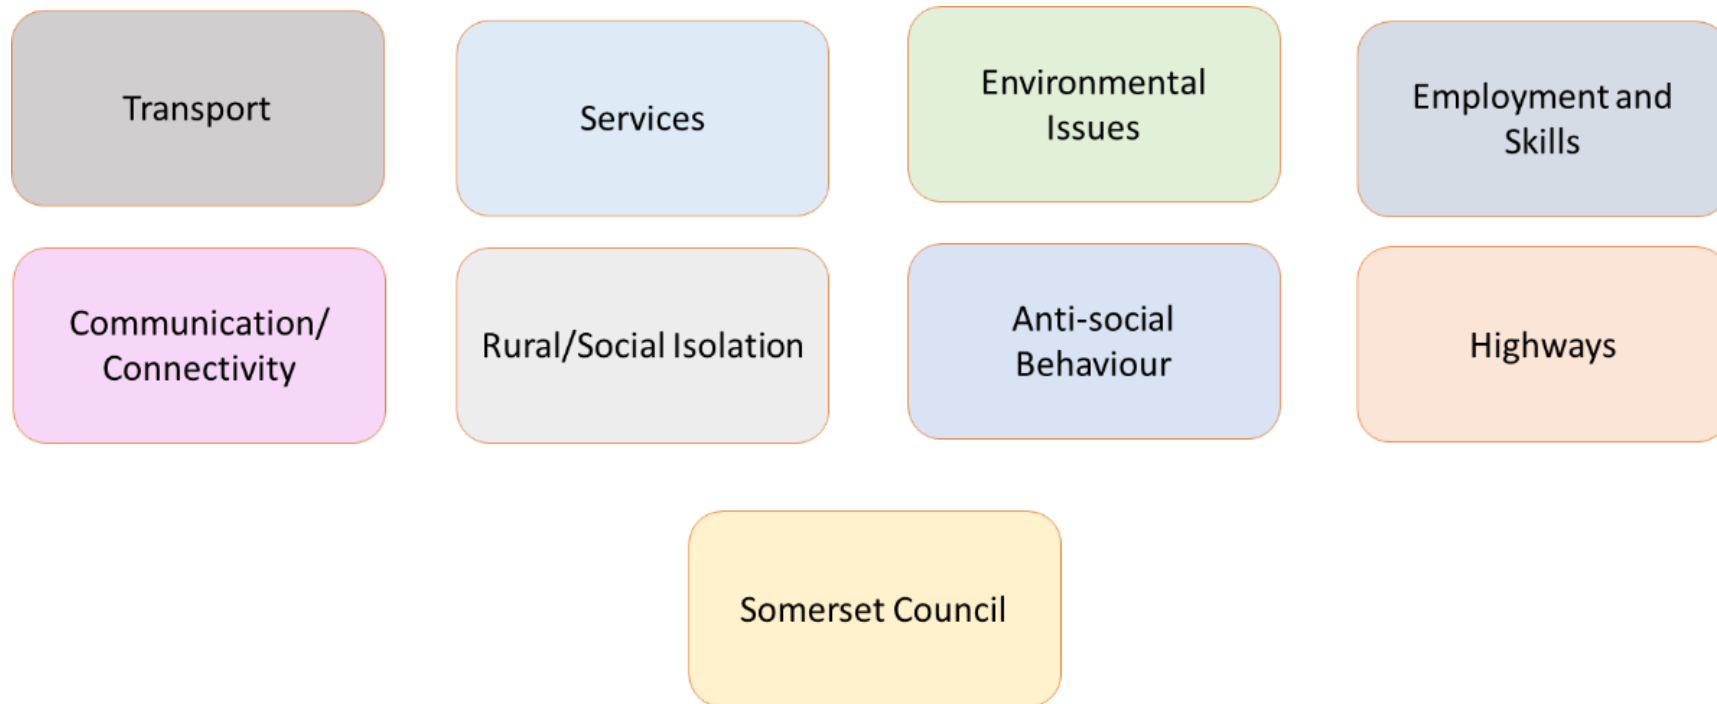 Transport
Services
Environmental
Issues
Employment and
Skills
Communication/
Connectivity
Rural/Social Isolation
Anti-social
Behaviour
Highways
Somerset Council